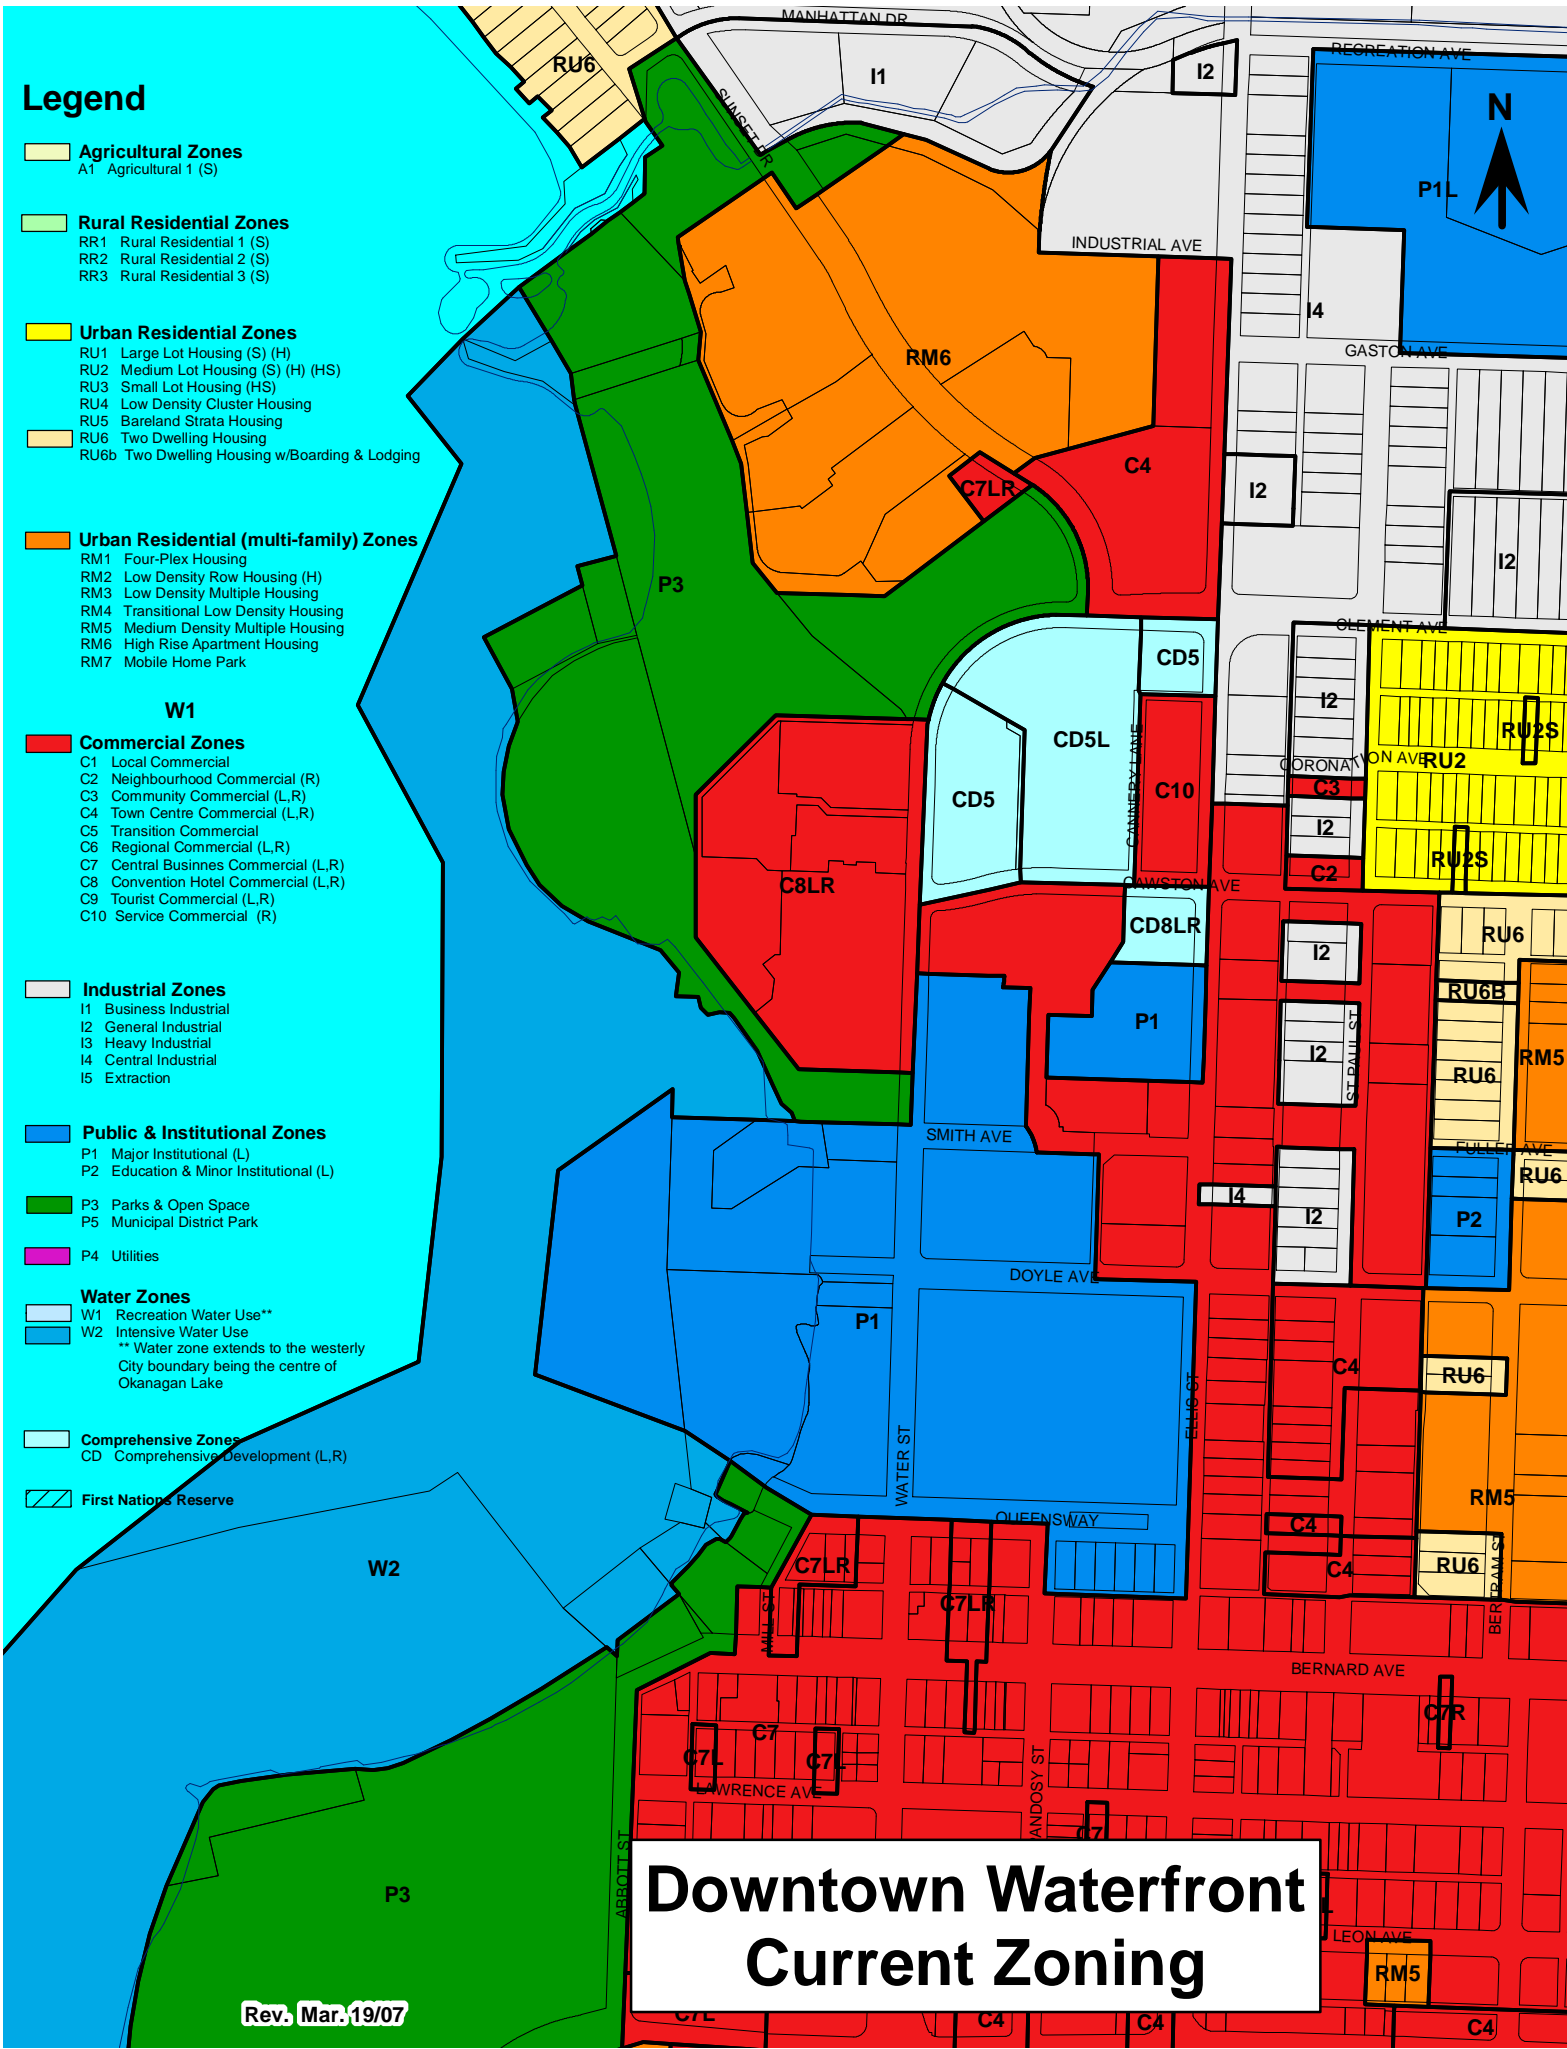 Legend
Agricultural Zones
A1 Agricultural 1 (S)
Rural Residential Zones
RR1 Rural Residential 1 (S)
RR2 Rural Residential 2 (S)
RR3 Rural Residential 3 (S)
Urban Residential Zones
RU1 Large Lot Housing (S) (H)
RU2 Medium Lot Housing (S) (H) (HS)
RU3 Small Lot Housing (HS)
RU4 Low Density Cluster Housing
RU5 Bareland Strata Housing
RU6 Two Dwelling Housing
RU6b Two Dwelling Housing w/Boarding & Lodging
Urban Residential (multi-family) Zones
RM1 Four-Plex Housing
RM2 Low Density Row Housing (H)
RM3 Low Density Multiple Housing
RM4 Transitional Low Density Housing
RM5 Medium Density Multiple Housing
RM6 High Rise Apartment Housing
RM7 Mobile Home Park
W1
Commercial Zones
C1 Local Commercial
C2 Neighbourhood Commercial (R)
C3 Community Commercial (L,R)
C4 Town Centre Commercial (L,R)
C5 Transition Commercial
C6 Regional Commercial (L,R)
C7 Central Businnes Commercial (L,R)
C8 Convention Hotel Commercial (L,R)
C9 Tourist Commercial (L,R)
C10 Service Commercial (R)
Industrial Zones
I1 Business Industrial
I2 General Industrial
I3 Heavy Industrial
I4 Central Industrial
I5 Extraction
Public & Institutional Zones
P1 Major Institutional (L)
P2 Education & Minor Institutional (L)
P3 Parks & Open Space
P5 Municipal District Park
P4 Utilities
Water Zones
W1 Recreation Water Use**
W2 Intensive Water Use
** Water zone extends to the westerly
City boundary being the centre of
Okanagan Lake
Comprehensive Zones
CD Comprehensive Development (L,R)
First Nations Reserve
MANHATTAN DR
RECREATION AVE
RU6
I1
I2
N
SUNSET DR
P1L
INDUSTRIAL AVE
I4
GASTON AVE
RM6
C4
C7LR
I2
I2
P3
CLEMENT AVE
CD5
I2
RU2S
CD5L
CANNERY LANE
CORONATION AVE
RU2
C10
C3
CD5
I2
RU2S
C8LR
C2
CAWSTON AVE
CD8LR
RU6
I2
RU6B
P1
ST PAUL ST
I2
RM5
RU6
SMITH AVE
FULLER AVE
RU6
I4
I2
P2
DOYLE AVE
P1
C4
RU6
ELLIS ST
WATER ST
RM5
QUEENSWAY
C4
W2
C7LR
C4
RU6
BERTRAM ST
C7LR
MILL ST
BERNARD AVE
C7R
C7
C7L
C7L
LAWRENCE AVE
ABBOTT ST
P3
LEON AVE
RM5
Downtown Waterfront
Current Zoning
Rev. Mar. 19/07
C7L
C4
C4
C4